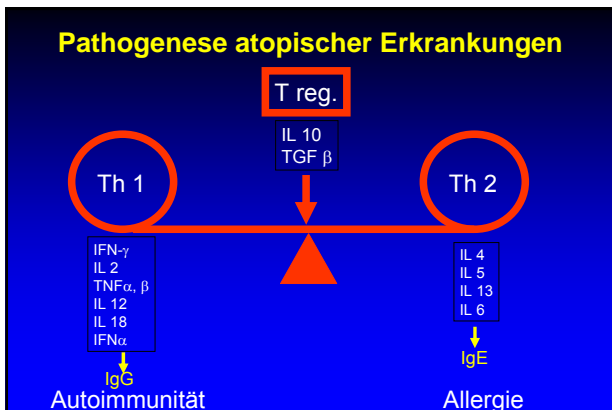 Pathogenese atopischer Erkrankungen
T reg.
IL 10
TGF β
Th 1
Th 2
IFN-γ
IL 2
TNFα, β
IL 12
IL 18
IFNα
IgG
Autoimmunität
IL 4
IL 5
IL 13
IL 6
IgE
Allergie